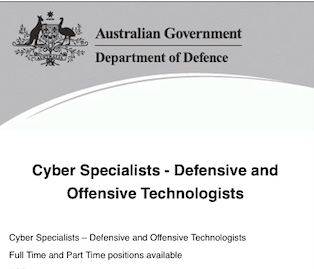 Australian Government
Department of Defence
Cyber Specialists - Defensive and
Offensive Technologists
Cyber Specialists – Defensive and Offensive Technologists
Full Time and Part Time positions available